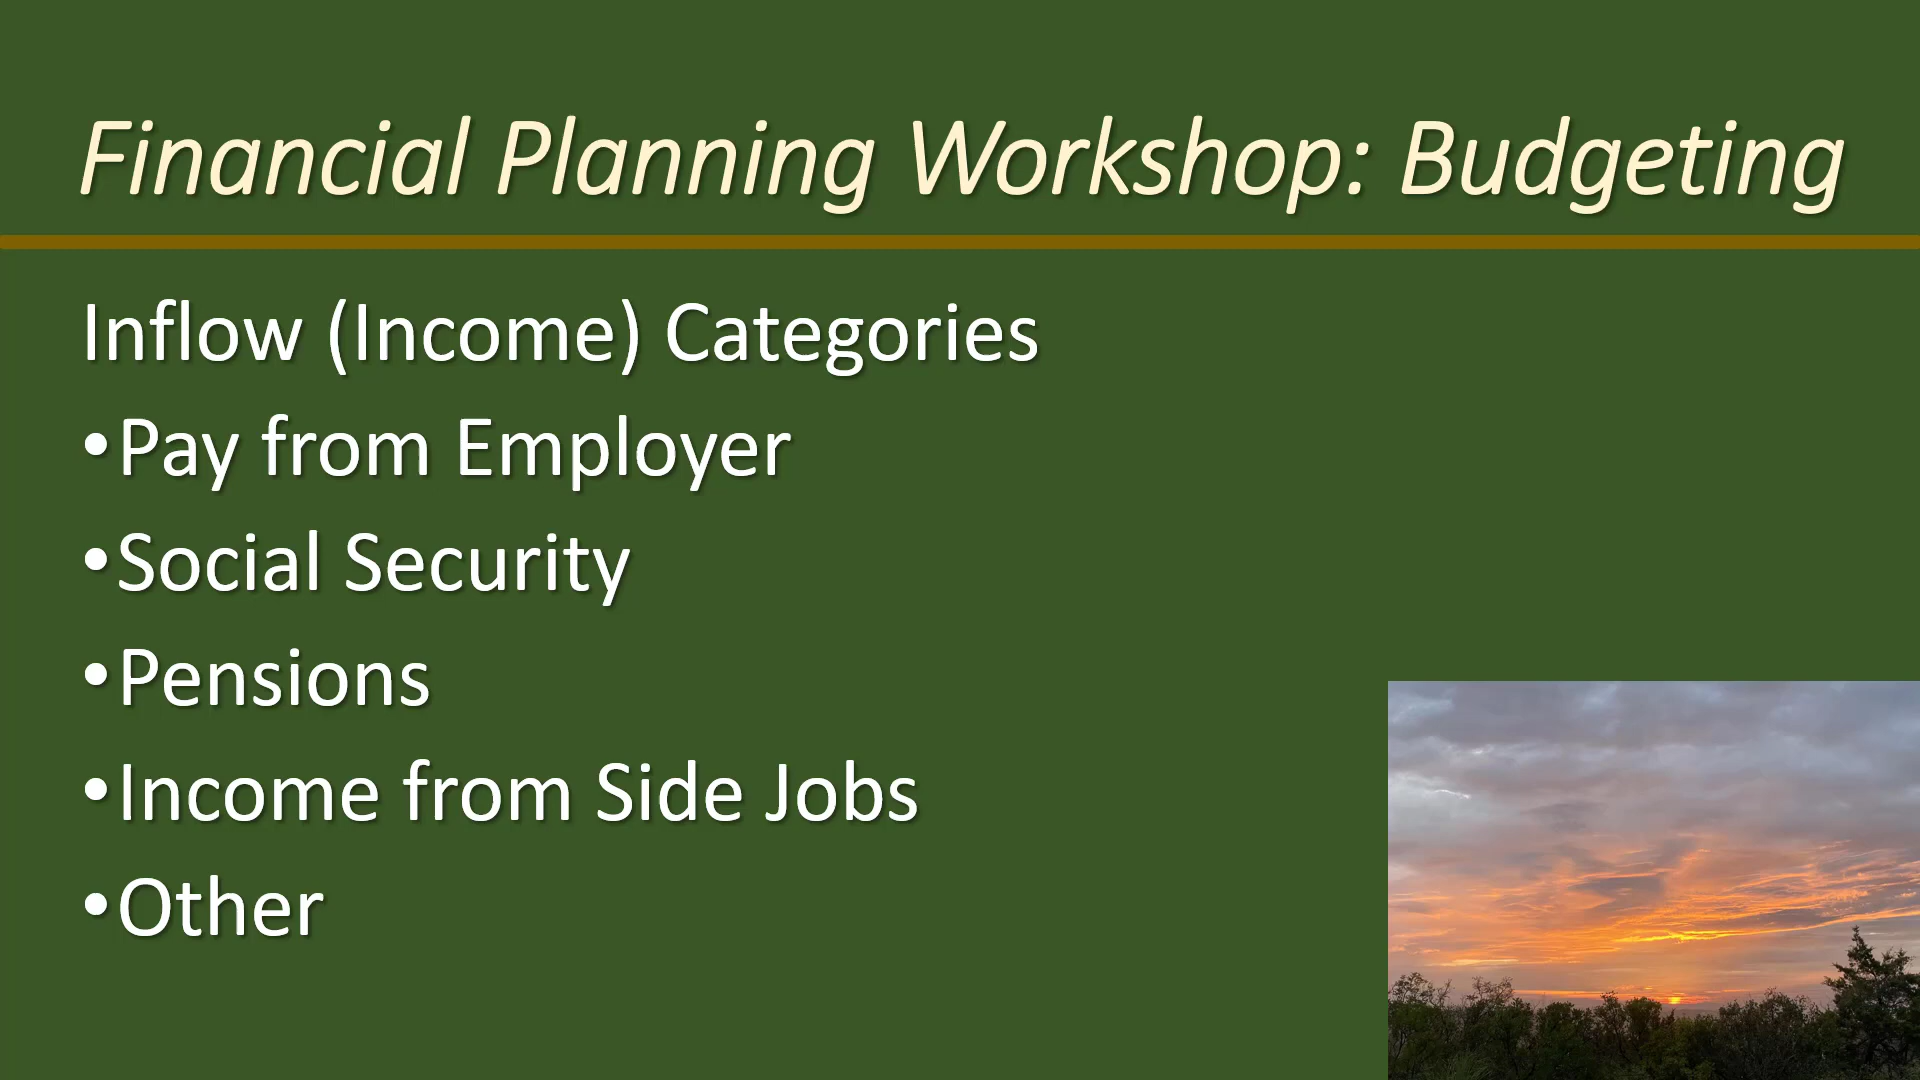 Financial Planning Workshop: Budgeting
Inflow (Income) Categories
•Pay from Employer
•Social Security
•Pensions
•Income from Side Jobs
•Other